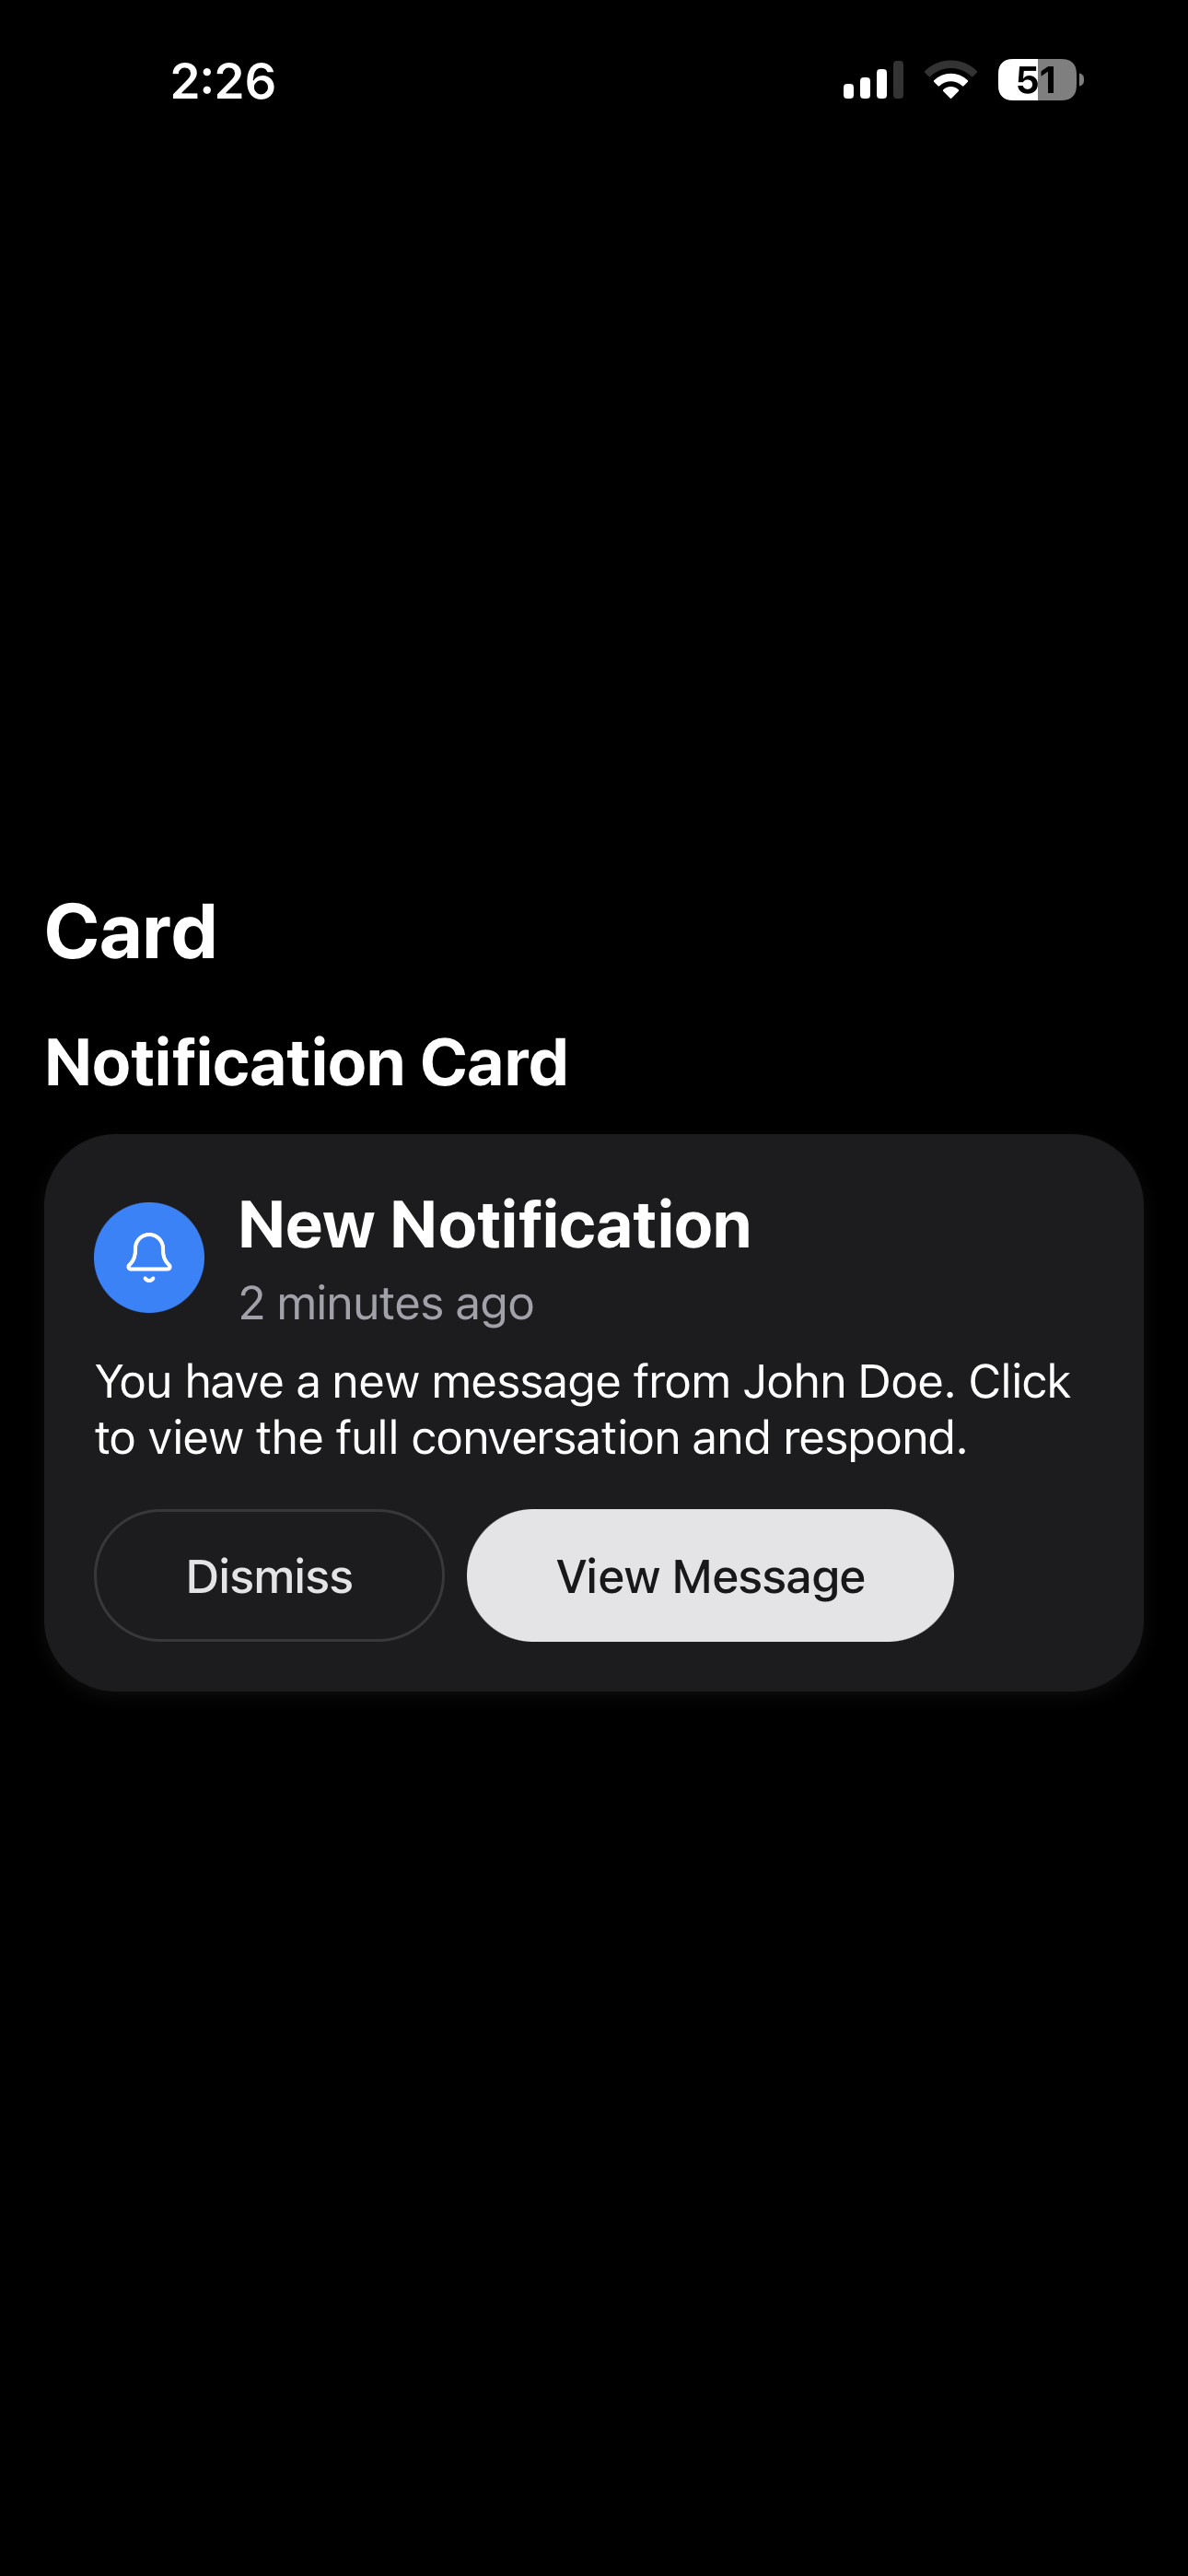 2:26
51
Card
Notification Card
New Notification
2 minutes ago
You have a new message from John Doe. Click
to view the full conversation and respond.
Dismiss
View Message